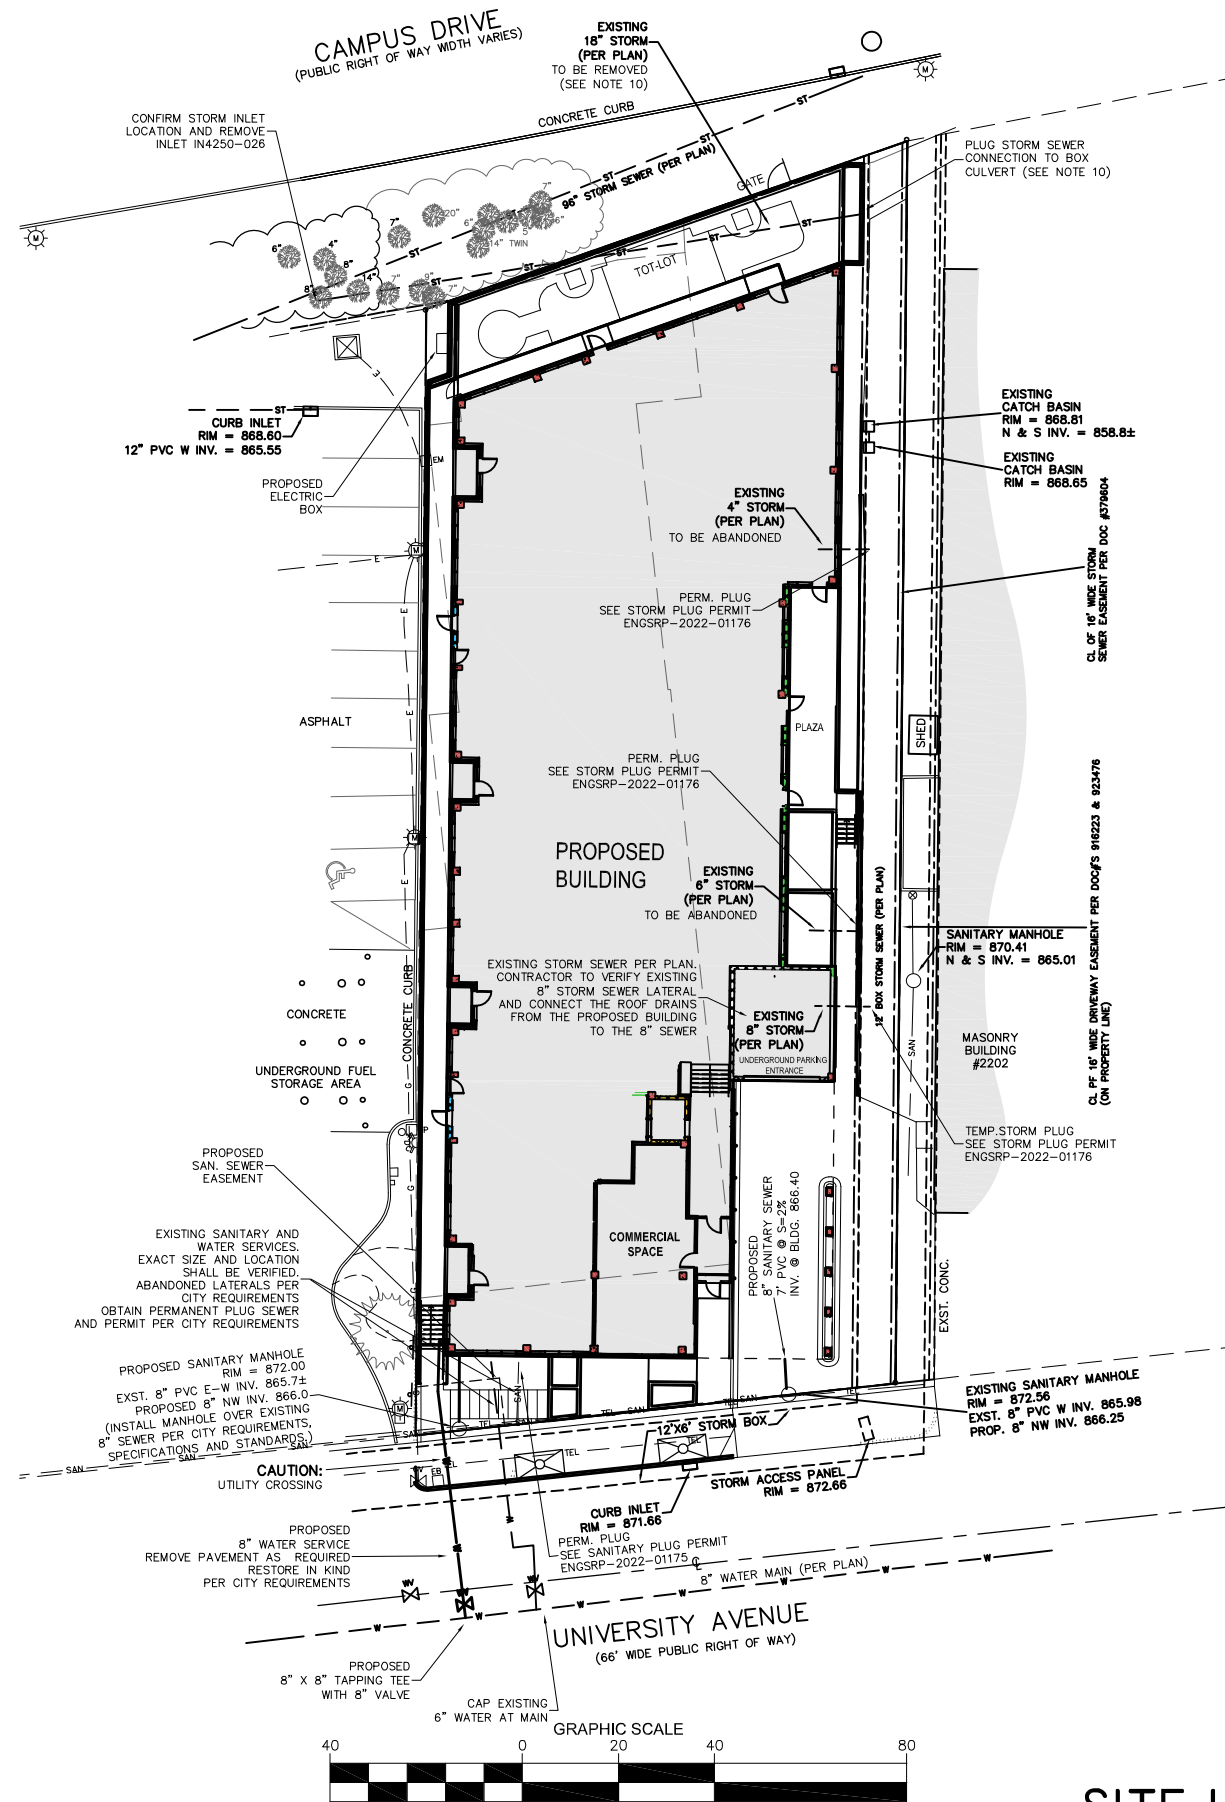 CAMPUS DRIVE
(PUBLIC RIGHT OF WAY WIDTH VARIES)
EXISTING
18" STORM
(PER PLAN)
TO BE REMOVED
(SEE NOTE 10)
CONCRETE CURB
CONFIRM STORM INLET
LOCATION AND REMOVE
INLET IN4250-026
96" STORM SEWER (PER PLAN)
GATE
PLUG STORM SEWER
CONNECTION TO BOX
CULVERT (SEE NOTE 10)
TOT-LOT
14" TWIN
CURB INLET
RIM = 868.60
12" PVC W INV. = 865.55
PROPOSED
ELECTRIC
BOX
EM
EXISTING
CATCH BASIN
RIM = 868.81
N & S INV. = 858.8±
EXISTING
CATCH BASIN
RIM = 868.65
EXISTING
4" STORM
(PER PLAN)
TO BE ABANDONED
CL OF 16' WIDE STORM
SEWER EASEMENT PER DOC #379604
PERM. PLUG
SEE STORM PLUG PERMIT
ENGSRP-2022-01176
ASPHALT
PLAZA
SHED
PERM. PLUG
SEE STORM PLUG PERMIT
ENGSRP-2022-01176
PROPOSED
BUILDING
EXISTING
6" STORM
(PER PLAN)
TO BE ABANDONED
12' BOX STORM SEWER (PER PLAN)
CL PF 16' WIDE DRIVEWAY EASEMENT PER DOC#'S 916223 & 923476
(ON PROPERTY LINE)
SANITARY MANHOLE
RIM = 870.41
N & S INV. = 865.01
EXISTING STORM SEWER PER PLAN.
CONTRACTOR TO VERIFY EXISTING
8" STORM SEWER LATERAL
AND CONNECT THE ROOF DRAINS
FROM THE PROPOSED BUILDING
TO THE 8" SEWER
EXISTING
8" STORM
(PER PLAN)
UNDERGROUND PARKING
ENTRANCE
CONCRETE
CONCRETE CURB
UNDERGROUND FUEL
STORAGE AREA
SAN
MASONRY
BUILDING
#2202
TEMP.STORM PLUG
SEE STORM PLUG PERMIT
ENGSRP-2022-01176
PROPOSED
SAN. SEWER
EASEMENT
PROPOSED
8" SANITARY SEWER
7' PVC @ S=2%
INV. @ BLDG. 866.40
COMMERCIAL
SPACE
EXISTING SANITARY AND
WATER SERVICES.
EXACT SIZE AND LOCATION
SHALL BE VERIFIED.
ABANDONED LATERALS PER
CITY REQUIREMENTS
OBTAIN PERMANENT PLUG SEWER
AND PERMIT PER CITY REQUIREMENTS
EXST. CONC.
PROPOSED SANITARY MANHOLE
RIM = 872.00
EXST. 8" PVC E-W INV. 865.7±
PROPOSED 8" NW INV. 866.0
(INSTALL MANHOLE OVER EXISTING
8" SEWER PER CITY REQUIREMENTS,
SPECIFICATIONS AND STANDARDS.)
EXISTING SANITARY MANHOLE
RIM = 872.56
EXST. 8" PVC W INV. 865.98
PROP. 8" NW INV. 866.25
12'X6' STORM BOX
STORM ACCESS PANEL
RIM = 872.66
CAUTION:
UTILITY CROSSING
CURB INLET
RIM = 871.66
PERM. PLUG
SEE SANITARY PLUG PERMIT
ENGSRP-2022-01175
PROPOSED
8" WATER SERVICE
REMOVE PAVEMENT AS REQUIRED
RESTORE IN KIND
PER CITY REQUIREMENTS
8" WATER MAIN (PER PLAN)
UNIVERSITY AVENUE
(66' WIDE PUBLIC RIGHT OF WAY)
PROPOSED
8" X 8" TAPPING TEE
WITH 8" VALVE
CAP EXISTING
6" WATER AT MAIN
GRAPHIC SCALE
40 0 20 40 80